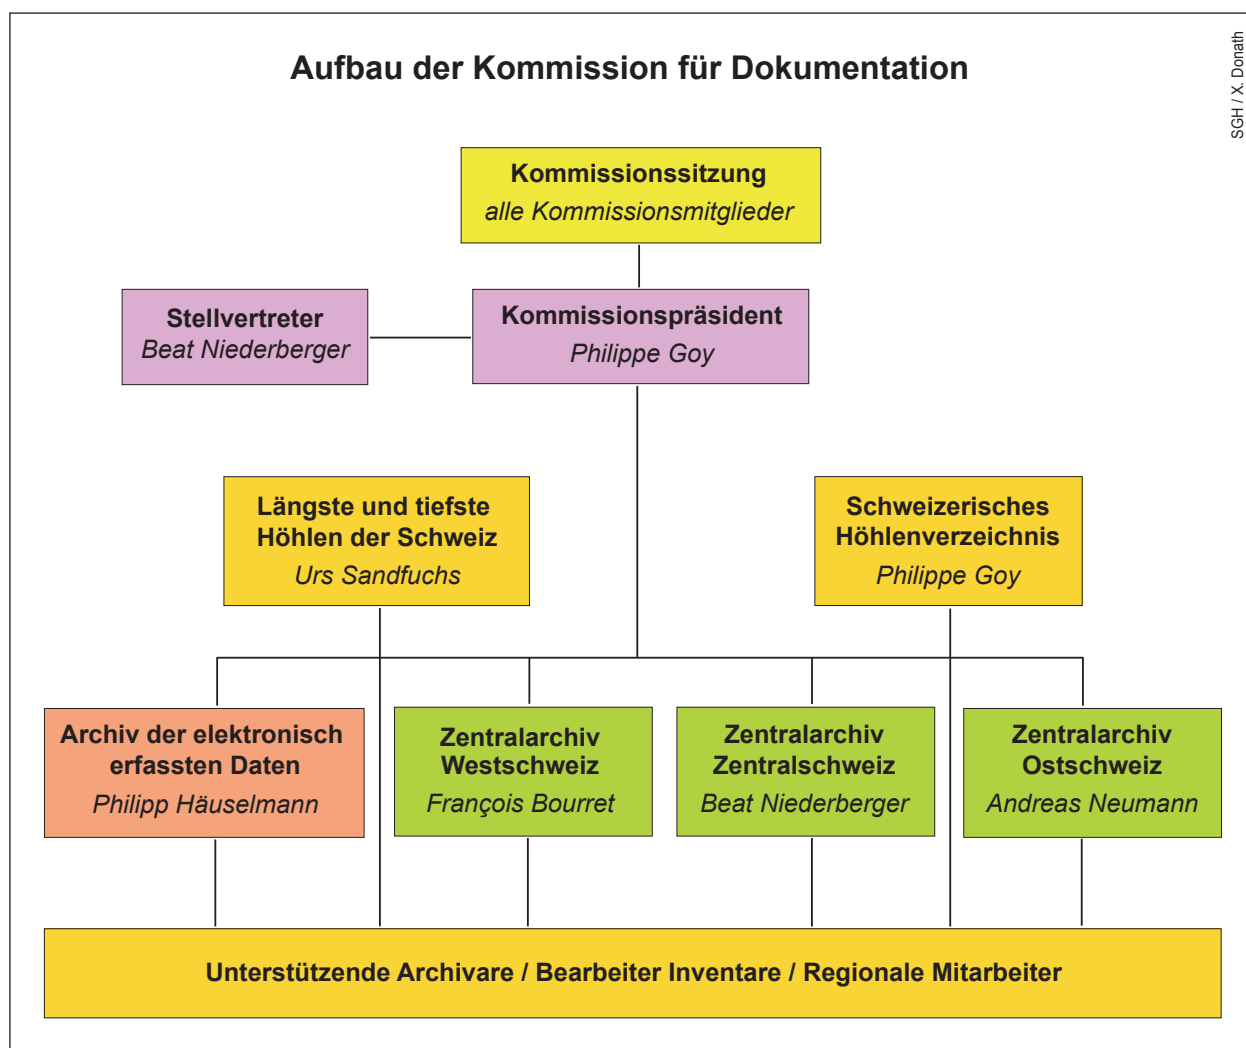 Aufbau der Kommission für Dokumentation
SGH / X. Donath
Kommissionssitzung
alle Kommissionsmitglieder
Stellvertreter
Beat Niederberger
Kommissionspräsident
Philippe Goy
Längste und tiefste
Höhlen der Schweiz
Urs Sandfuchs
Schweizerisches
Höhlenverzeichnis
Philippe Goy
Archiv der elektronisch
erfassten Daten
Philipp Häuselmann
Zentralarchiv
Westschweiz
François Bourret
Zentralarchiv
Zentralschweiz
Beat Niederberger
Zentralarchiv
Ostschweiz
Andreas Neumann
Unterstützende Archivare / Bearbeiter Inventare / Regionale Mitarbeiter